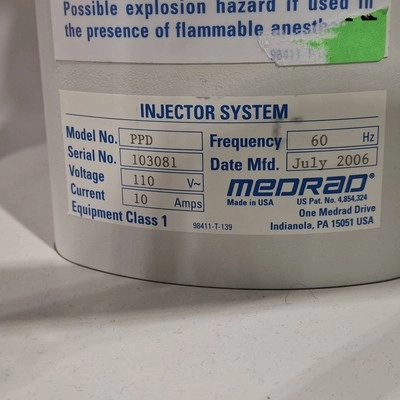 Possible explosion hazard if used in
the presence of flammable
INJECTOR SYSTEM
Model No. PPD
Serial No. 103081
Voltage 110 V~
Current 10 Amps
Equipment Class 1
Frequency 60 Hz
Date Mfd. July 2006
MEDRAD®
Made in USA US Pat. No. 4,854,324
One Medrad Drive
Indianola, PA 15051 USA
98411-T-139